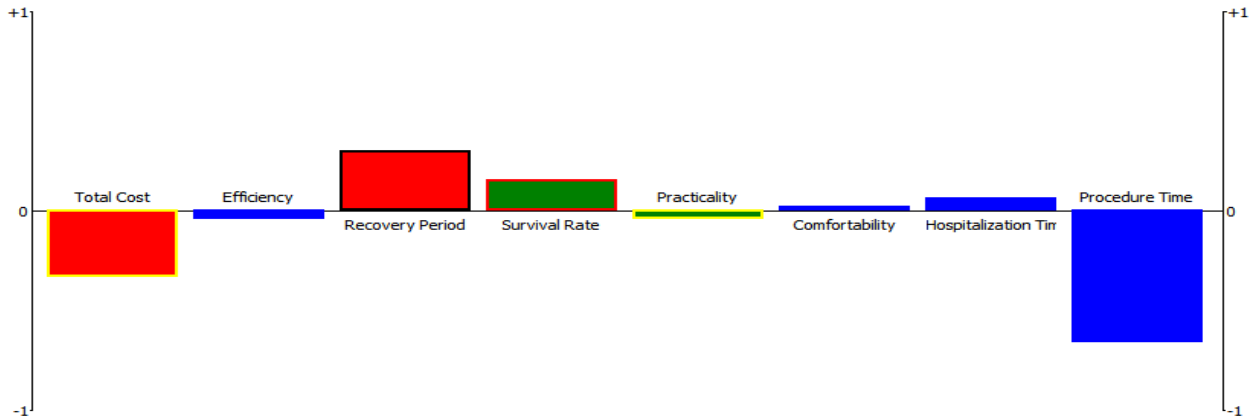 +1 +1
Total Cost Efficiency Practicality Procedure Time
0 0
Recovery Period Survival Rate Comfortability Hospitalization Tim
-1 -1